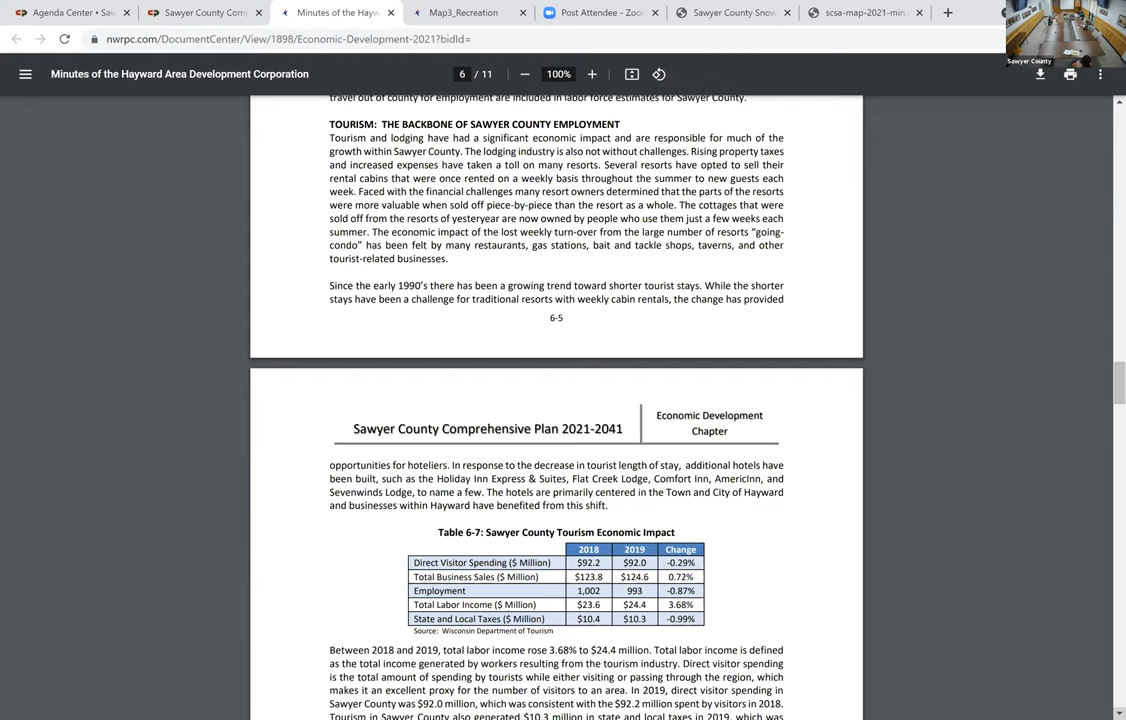 Agenda Center • Saw
Sawyer County Com
Minutes of the Hayw
Map3_Recreation
Post Attendee - Zoo
Sawyer County Snow
scsa-map-2021-min.
nwrpc.com/DocumentCenter/View/1898/Economic-Development-2021?bidId=
Sawyer County
Minutes of the Hayward Area Development Corporation
6 / 11
100%
travel out of county for employment are included in labor force estimates for Sawyer County.
TOURISM: THE BACKBONE OF SAWYER COUNTY EMPLOYMENT
Tourism and lodging have had a significant economic impact and are responsible for much of the
growth within Sawyer County. The lodging industry is also not without challenges. Rising property taxes
and increased expenses have taken a toll on many resorts. Several resorts have opted to sell their
rental cabins that were once rented on a weekly basis throughout the summer to new guests each
week. Faced with the financial challenges many resort owners determined that the parts of the resorts
were more valuable when sold off piece-by-piece than the resort as a whole. The cottages that were
sold off from the resorts of yesteryear are now owned by people who use them just a few weeks each
summer. The economic impact of the lost weekly turn-over from the large number of resorts “going-
condo” has been felt by many restaurants, gas stations, bait and tackle shops, taverns, and other
tourist-related businesses.
Since the early 1990’s there has been a growing trend toward shorter tourist stays. While the shorter
stays have been a challenge for traditional resorts with weekly cabin rentals, the change has provided
6-5
Sawyer County Comprehensive Plan 2021-2041
Economic Development
Chapter
opportunities for hoteliers. In response to the decrease in tourist length of stay, additional hotels have
been built, such as the Holiday Inn Express & Suites, Flat Creek Lodge, Comfort Inn, AmericInn, and
Sevenwinds Lodge, to name a few. The hotels are primarily centered in the Town and City of Hayward
and businesses within Hayward have benefited from this shift.
Table 6-7: Sawyer County Tourism Economic Impact
2018 2019 Change
Direct Visitor Spending ($ Million) $92.2 $92.0 -0.29%
Total Business Sales ($ Million) $123.8 $124.6 0.72%
Employment 1,002 993 -0.87%
Total Labor Income ($ Million) $23.6 $24.4 3.68%
State and Local Taxes ($ Million) $10.4 $10.3 -0.99%
Source: Wisconsin Department of Tourism
Between 2018 and 2019, total labor income rose 3.68% to $24.4 million. Total labor income is defined
as the total income generated by workers resulting from the tourism industry. Direct visitor spending
is the total amount of spending by tourists while either visiting or passing through the region, which
makes it an excellent proxy for the number of visitors to an area. In 2019, direct visitor spending in
Sawyer County was $92.0 million, which was consistent with the $92.2 million spent by visitors in 2018.
Tourism in Sawyer County also generated $10.3 million in state and local taxes in 2019, which was